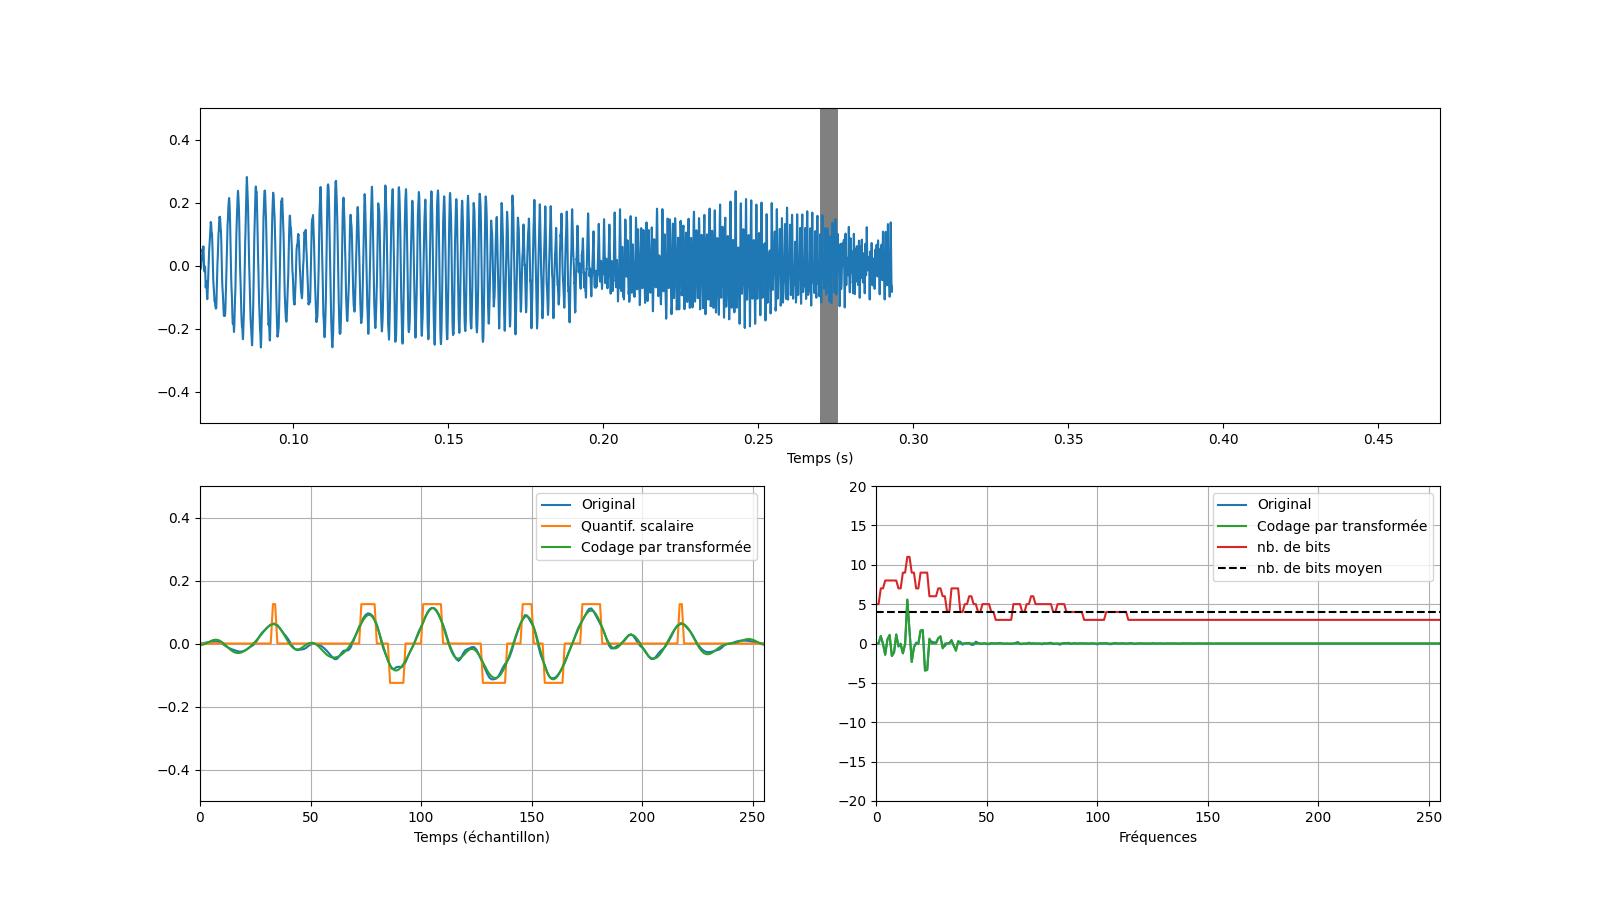 0.4
0.2
0.0
−0.2
−0.4
0.10 0.15 0.20 0.25 0.30 0.35 0.40 0.45
Temps (s)
0.4
0.2
0.0
−0.2
−0.4
Original
Quantif. scalaire
Codage par transformée
0 50 100 150 200 250
Temps (échantillon)
20
15
10
5
0
−5
−10
−15
−20
Original
Codage par transformée
nb. de bits
nb. de bits moyen
0 50 100 150 200 250
Fréquences